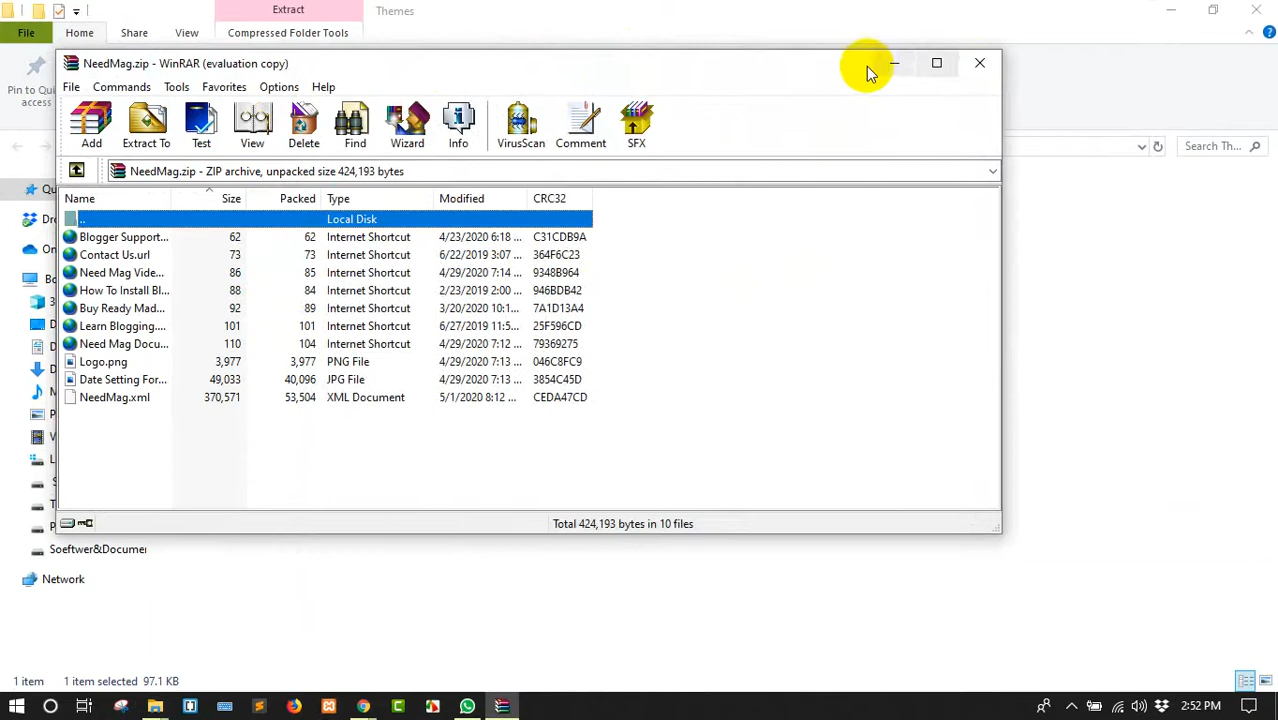 Extract
Themes
File Home Share View Compressed Folder Tools
Pin to Qu
access
NeedMag.zip - WinRAR (evaluation copy)
File Commands Tools Favorites Options Help
Add Extract To Test View Delete Find Wizard Info VirusScan Comment SFX
NeedMag.zip - ZIP archive, unpacked size 424,193 bytes
Search Th...
Name Size Packed Type Modified CRC32
.. Local Disk
Blogger Support... 62 62 Internet Shortcut 4/23/2020 6:18 ... C31CDB9A
Contact Us.url 73 73 Internet Shortcut 6/22/2019 3:07 ... 364F6C23
Need Mag Vide... 86 85 Internet Shortcut 4/29/2020 7:14 ... 9348B964
How To Install Bl... 88 84 Internet Shortcut 2/23/2019 2:00 ... 946BDB42
Buy Ready Mad... 92 89 Internet Shortcut 3/20/2020 10:1... 7A1D13A4
Learn Blogging.... 101 101 Internet Shortcut 6/27/2019 11:5... 25F596CD
Need Mag Docu... 110 104 Internet Shortcut 4/29/2020 7:12 ... 79369275
Logo.png 3,977 3,977 PNG File 4/29/2020 7:13 ... 046C8FC9
Date Setting For... 49,033 40,096 JPG File 4/29/2020 7:13 ... 3854C45D
NeedMag.xml 370,571 53,504 XML Document 5/1/2020 8:12 ... CEDA47CD
Total 424,193 bytes in 10 files
Qu
Dro
On
Bo
3
Soeftwer&Documer
Network
1 item 1 item selected 97.1 KB
2:52 PM